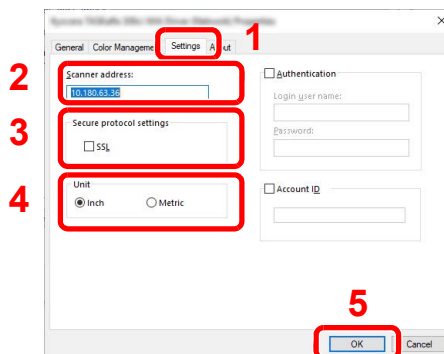 General Color Manageme Settings A ut 1
2 Scanner address:
10.180.63.36
3 Secure protocol settings
SSL
4 Unit
Inch Metric
Authentication
Login user name:
Password:
Account ID
5
OK Cancel